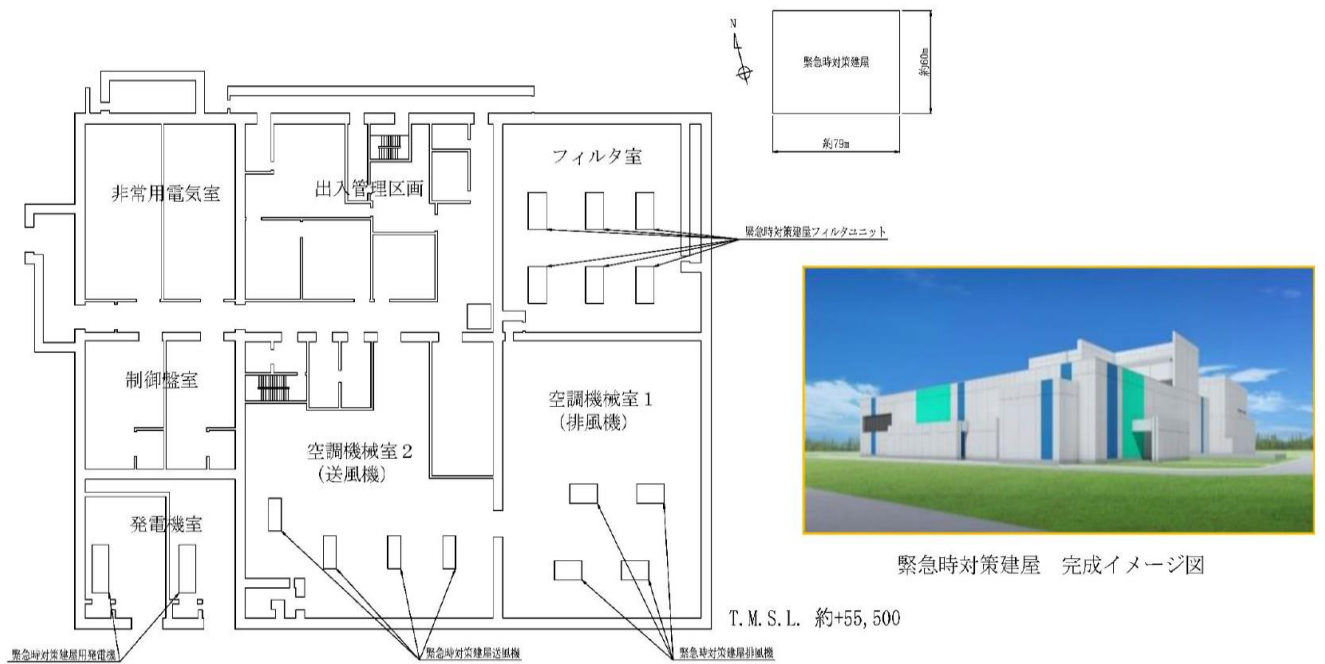 N
緊急時対策建屋
約60m
約79m
フィルタ室
非常用電気室
出入管理区画
緊急時対策建屋フィルタユニット
制御盤室
空調機械室1
(排風機)
空調機械室2
(送風機)
発電機室
緊急時対策建屋 完成イメージ図
T.M.S.L. 約+55,500
緊急時対策建屋用発電機
緊急時対策建屋送風機
緊急時対策建屋排風機